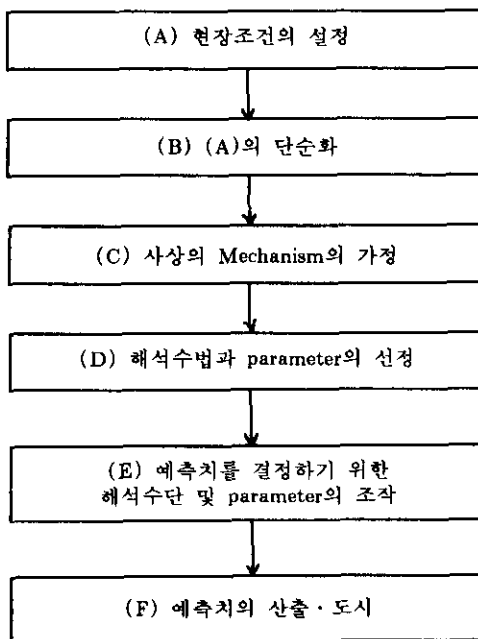 (A) 현장조건의 설정
(B) (A)의 단순화
(C) 사상의 Mechanism의 가정
(D) 해석수법과 parameter의 선정
(E) 예측치를 결정하기 위한
해석수단 및 parameter의 조작
(F) 예측치의 산출 · 도시